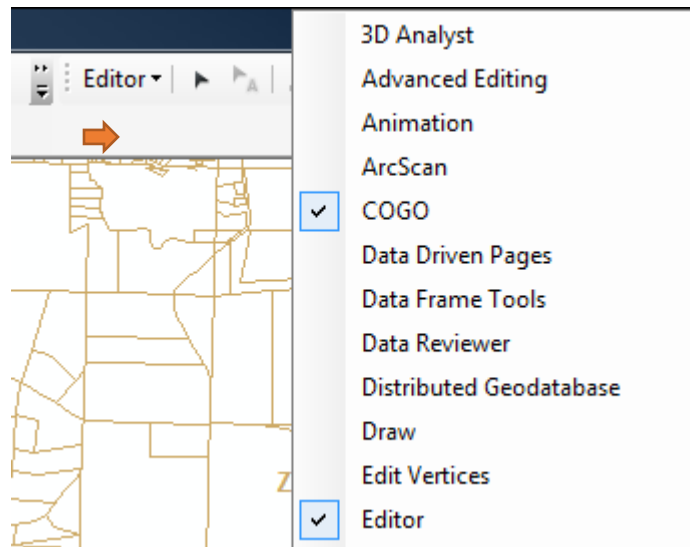 3D Analyst
Editor
A
Advanced Editing
Animation
ArcScan
COGO
Data Driven Pages
Data Frame Tools
Data Reviewer
Distributed Geodatabase
Draw
Edit Vertices
Z
Editor